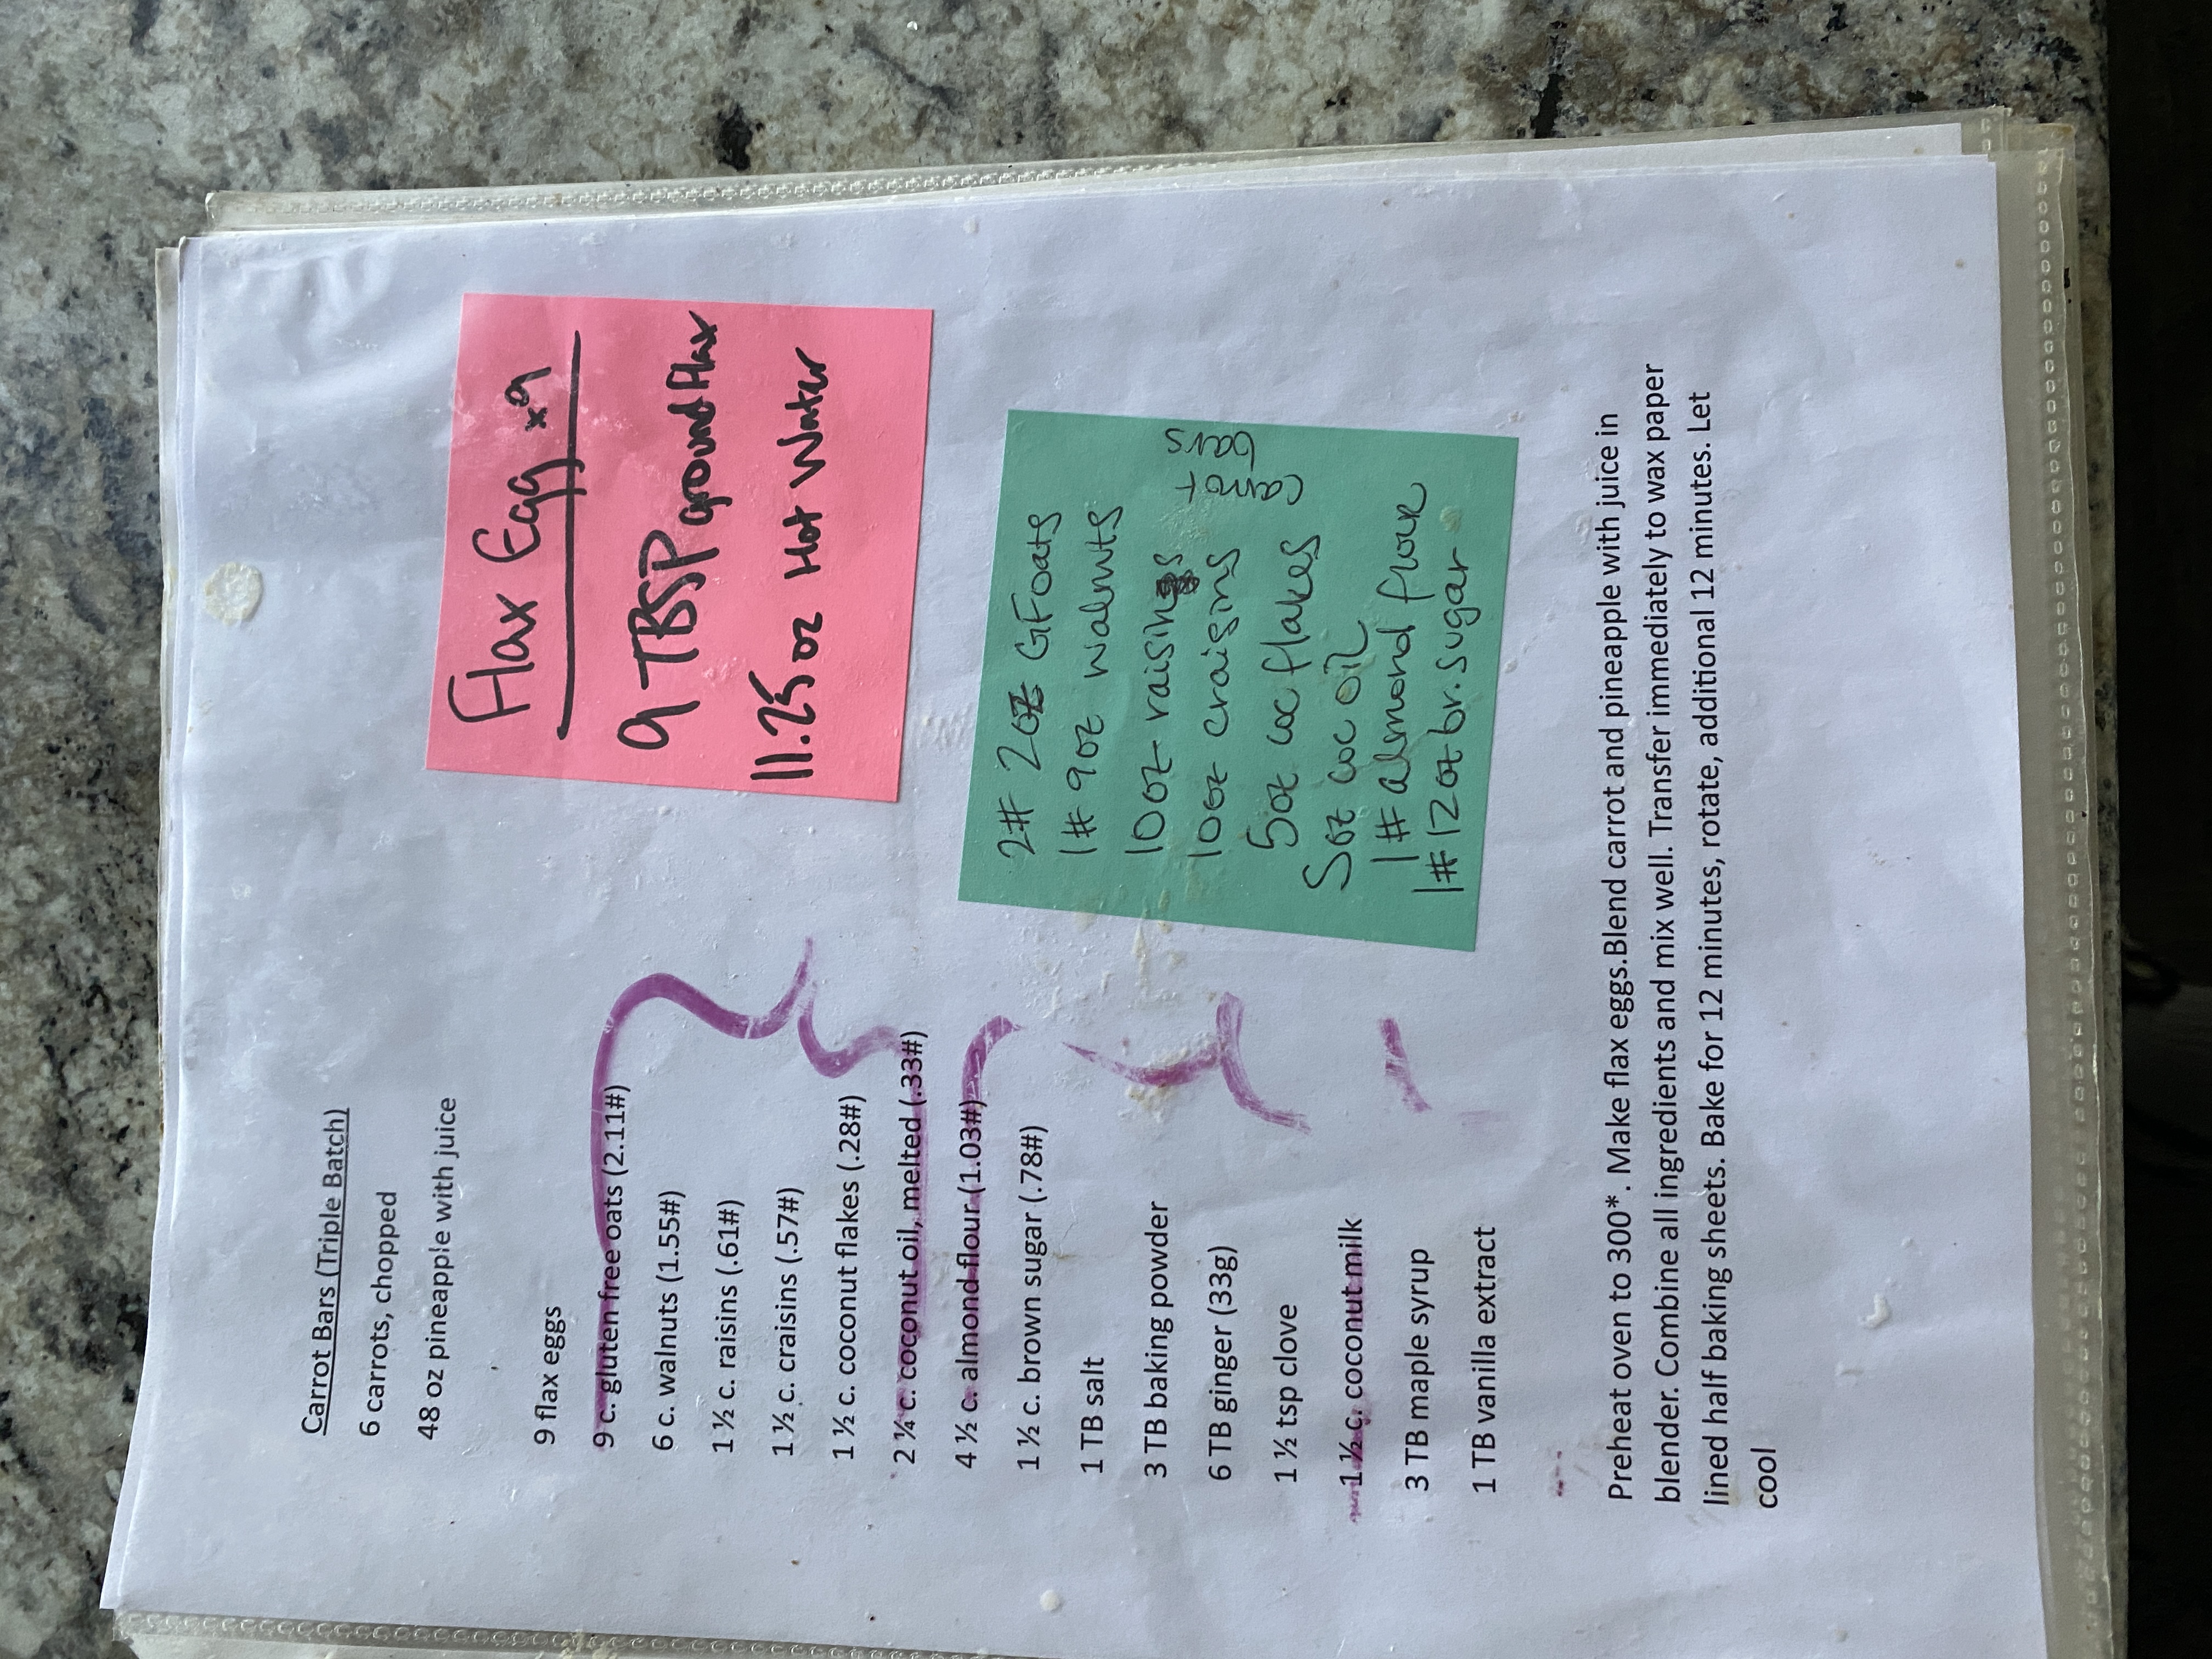 Carrot Bars (Triple Batch)
6 carrots, chopped
48 oz pineapple with juice
9 flax eggs
9 c. gluten free oats (2.11#)
6 c. walnuts (1.55#)
1 ½ c. raisins (.61#)
1 ½ c. craisins (.57#)
1 ½ c. coconut flakes (.28#)
2 ¼ c. coconut oil, melted (.33#)
4 ½ c. almond flour (1.03#)
1 ½ c. brown sugar (.78#)
1 TB salt
3 TB baking powder
6 TB ginger (33g)
1 ½ tsp clove
1 ½ c. coconut milk
3 TB maple syrup
1 TB vanilla extract
Flax Egg x9
9 TBSP ground flax
11.25 oz Hot Water
2# 2oz GF oats
1# 9oz walnuts
10oz raisins
10oz craisins
5oz coc flakes
5oz coc oil
1# almond flour
1# 12oz br. sugar
carrot
bars
Preheat oven to 300*. Make flax eggs.Blend carrot and pineapple with juice in
blender. Combine all ingredients and mix well. Transfer immediately to wax paper
lined half baking sheets. Bake for 12 minutes, rotate, additional 12 minutes. Let
cool